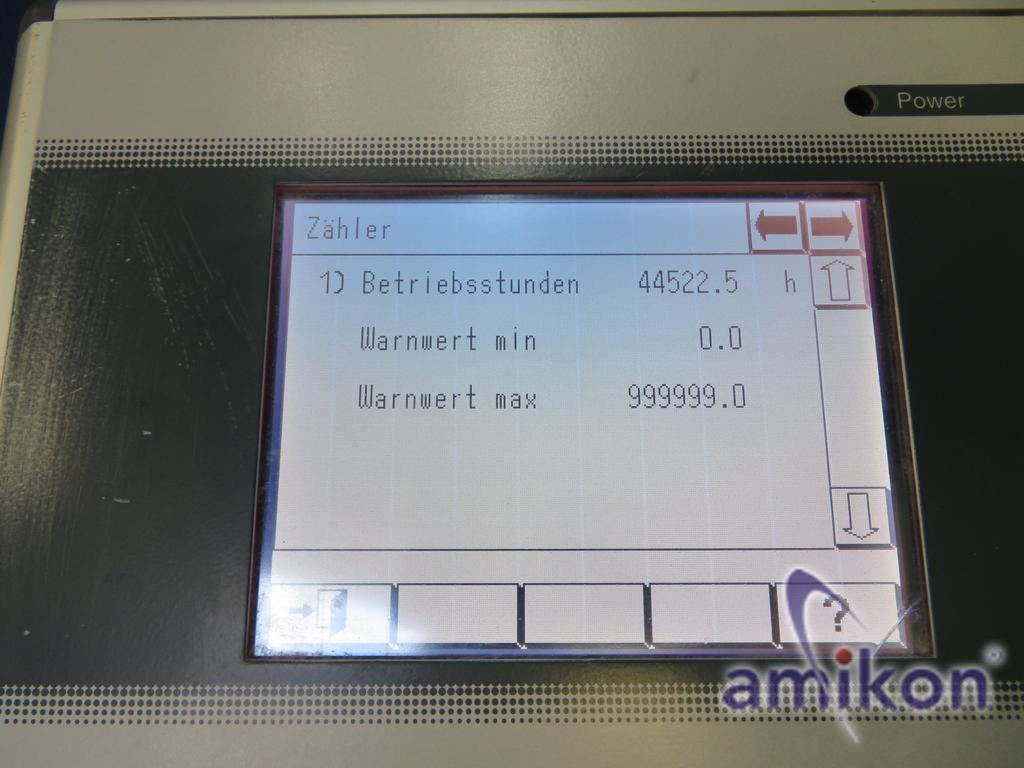 Power
Zähler
1) Betriebsstunden 44522.5 h
Warnwert min 0.0
Warnwert max 999999.0
?
amikon®